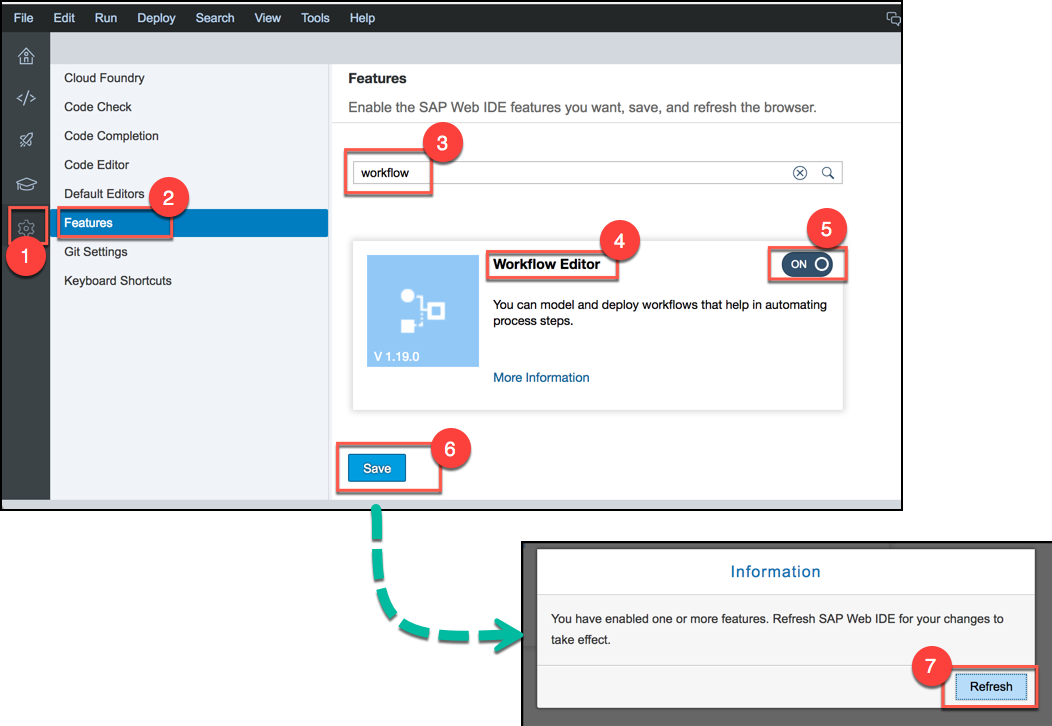 File Edit Run Deploy Search View Tools Help
Cloud Foundry
Code Check
Code Completion
Code Editor
Default Editors
2
Features
1
Git Settings
Keyboard Shortcuts
Features
Enable the SAP Web IDE features you want, save, and refresh the browser.
3
workflow
4
5
Workflow Editor
ON
You can model and deploy workflows that help in automating
process steps.
V 1.19.0
More Information
6
Save
Information
You have enabled one or more features. Refresh SAP Web IDE for your changes to
take effect.
7
Refresh